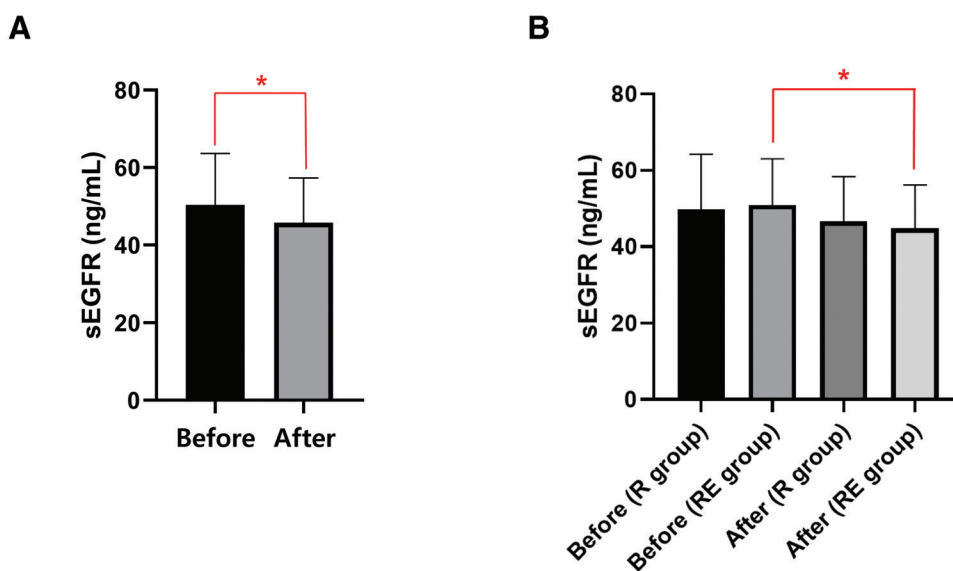 A
B
*
80
60
40
20
0
sEGFR (ng/mL)
Before After
*
80
60
40
20
0
sEGFR (ng/mL)
Before (R group)
Before (RE group)
After (R group)
After (RE group)